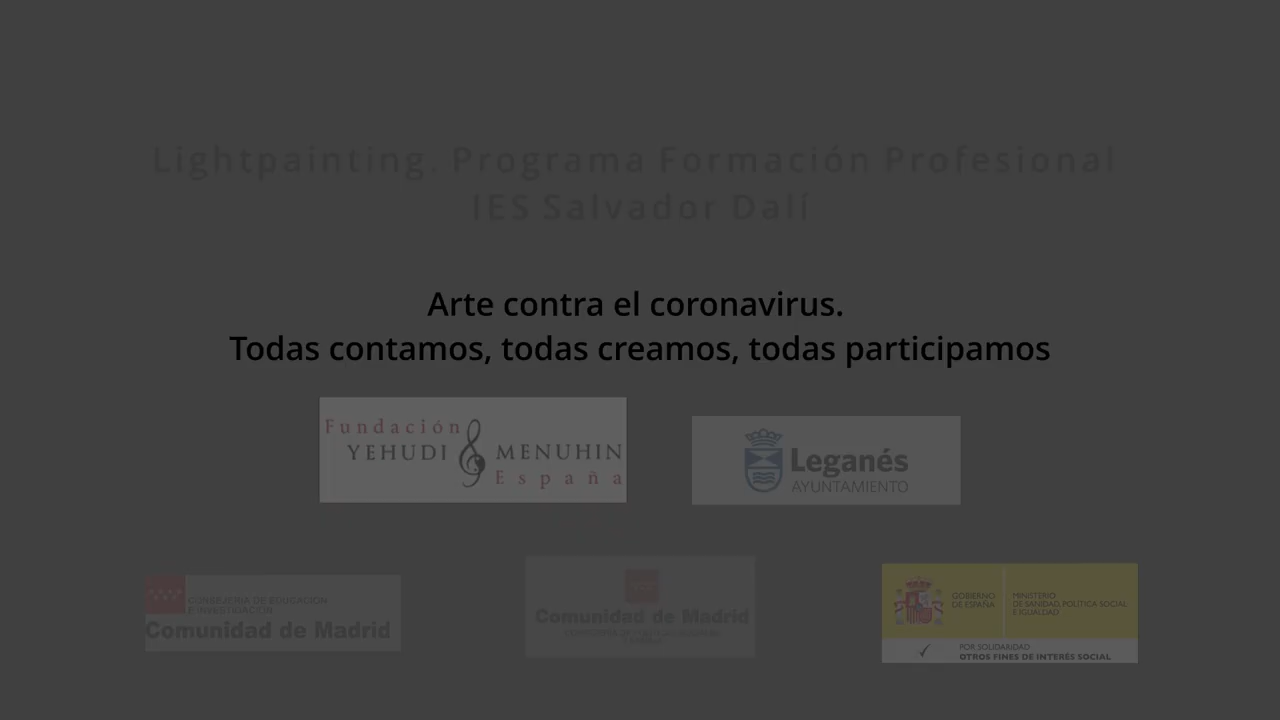 Lightpainting. Programa Formación Profesional
IES Salvador Dalí
Arte contra el coronavirus.
Todas contamos, todas creamos, todas participamos
Fundación
YEHUDI MENUHIN
España
Leganés
AYUNTAMIENTO
CONSEJERÍA DE EDUCACIÓN
E INVESTIGACIÓN
Comunidad de Madrid
Comunidad de Madrid
GOBIERNO
DE ESPAÑA
MINISTERIO
DE SANIDAD, POLÍTICA SOCIAL
E IGUALDAD
POR SOLIDARIDAD
OTROS FINES DE INTERÉS SOCIAL